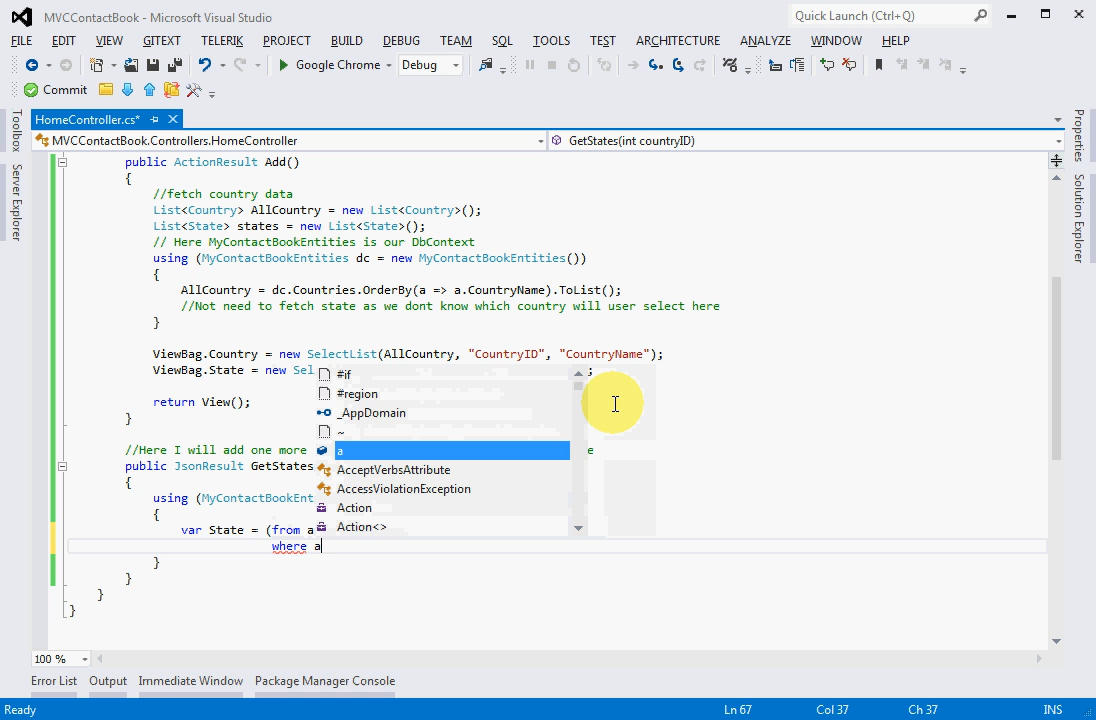 MVCContactBook - Microsoft Visual Studio
Quick Launch (Ctrl+Q)
FILE EDIT VIEW GITEXT TELERIK PROJECT BUILD DEBUG TEAM SQL TOOLS TEST ARCHITECTURE ANALYZE WINDOW HELP
Google Chrome Debug
Commit
Toolbox
Server Explorer
HomeController.cs*
MVCContactBook.Controllers.HomeController
GetStates(int countryID)
public ActionResult Add()
{
//fetch country data
List<Country> AllCountry = new List<Country>();
List<State> states = new List<State>();
// Here MyContactBookEntities is our DbContext
using (MyContactBookEntities dc = new MyContactBookEntities())
{
AllCountry = dc.Countries.OrderBy(a => a.CountryName).ToList();
//Not need to fetch state as we dont know which country will user select here
}
ViewBag.Country = new SelectList(AllCountry, "CountryID", "CountryName");
ViewBag.State = new Sel ;
return View();
}
//Here I will add one more e
public JsonResult GetStates
{
using (MyContactBookEnt
{
var State = (from a
where a
}
}
}
}
#if
#region
_AppDomain
~
a
AcceptVerbsAttribute
AccessViolationException
Action
Action<>
Properties
Solution Explorer
100 %
Error List Output Immediate Window Package Manager Console
Ready Ln 67 Col 37 Ch 37 INS